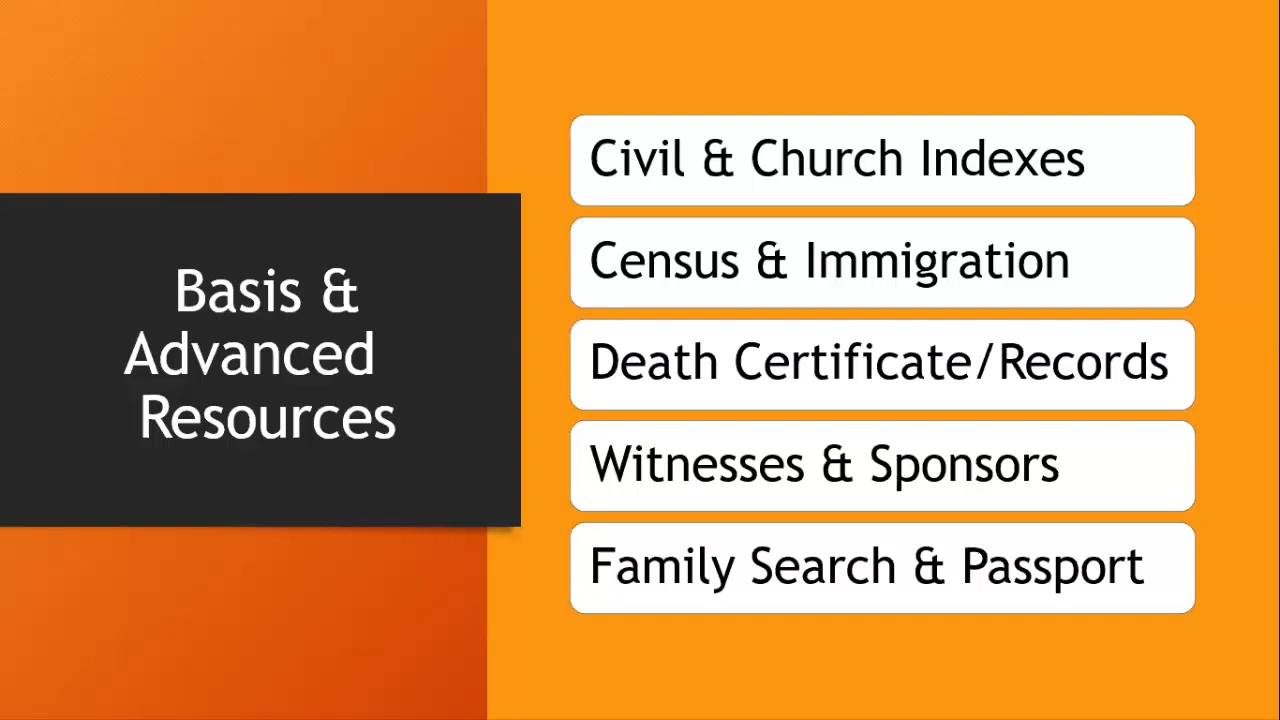 Basis &
Advanced
Resources
Civil & Church Indexes
Census & Immigration
Death Certificate/Records
Witnesses & Sponsors
Family Search & Passport